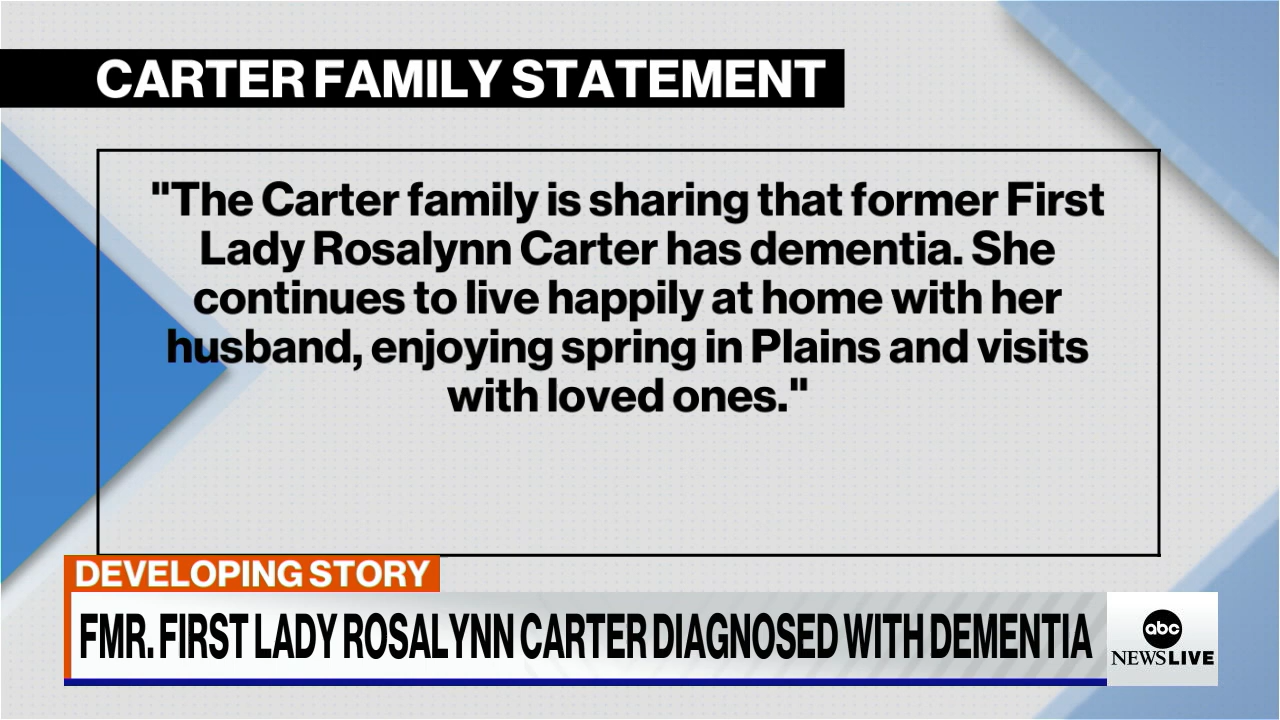 CARTER FAMILY STATEMENT
"The Carter family is sharing that former First
Lady Rosalynn Carter has dementia. She
continues to live happily at home with her
husband, enjoying spring in Plains and visits
with loved ones."
DEVELOPING STORY
FMR. FIRST LADY ROSALYNN CARTER DIAGNOSED WITH DEMENTIA
abc
NEWSLIVE